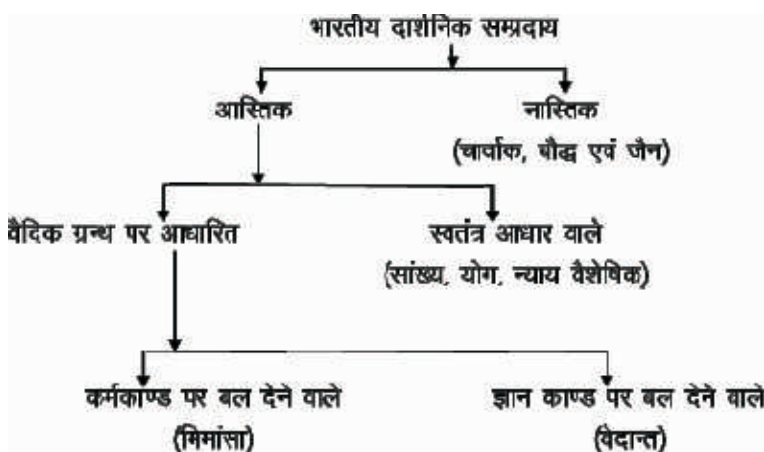 भारतीय दार्शनिक सम्प्रदाय
आस्तिक
नास्तिक
(चार्वाक, बौद्ध एवं जैन)
वैदिक ग्रन्थ पर आधारित
स्वतंत्र आधार वाले
(सांख्य, योग, न्याय वैशेषिक)
कर्मकाण्ड पर बल देने वाले
(मिमांसा)
ज्ञान काण्ड पर बल देने वाले
(वेदान्त)